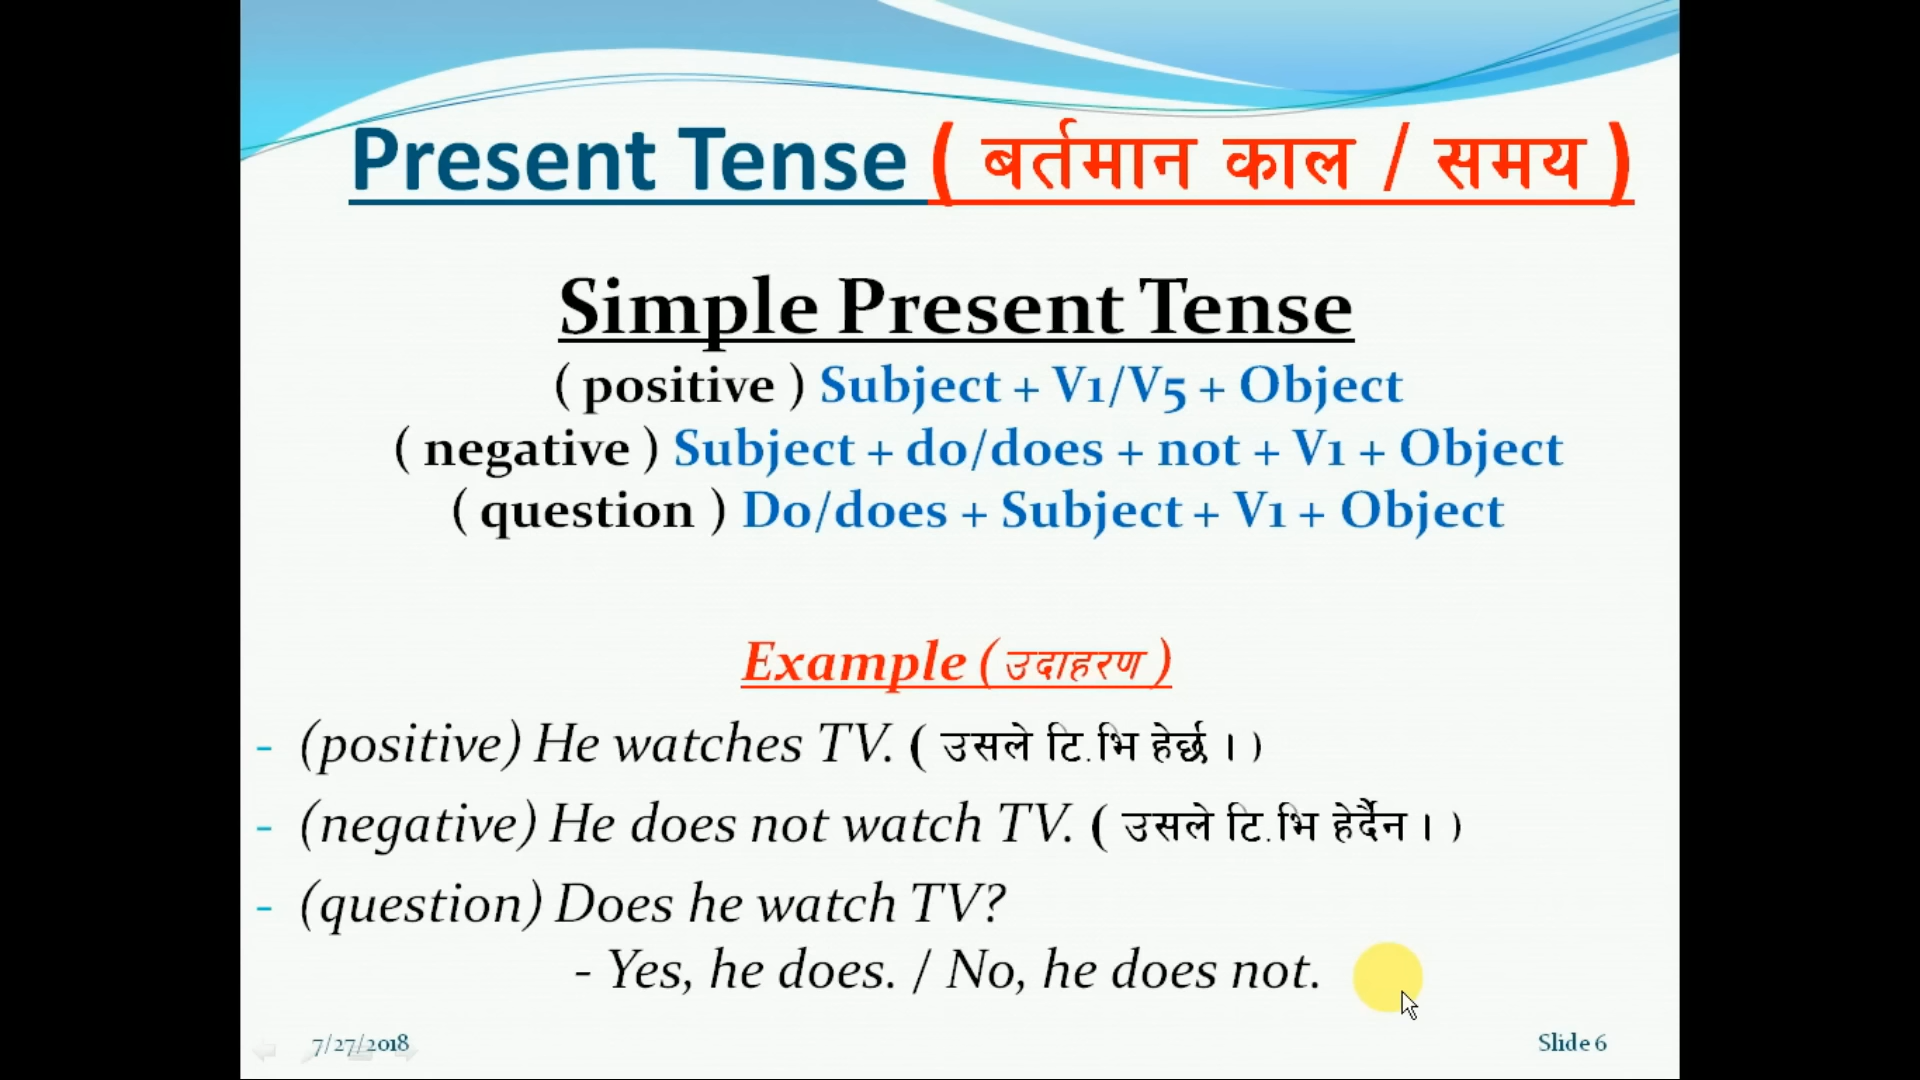 Present Tense ( बर्तमान काल / समय )
Simple Present Tense
( positive ) Subject + V1/V5 + Object
( negative ) Subject + do/does + not + V1 + Object
( question ) Do/does + Subject + V1 + Object
Example ( उदाहरण )
- (positive) He watches TV. ( उसले टि.भि हेर्छ । )
- (negative) He does not watch TV. ( उसले टि.भि हेर्दैन । )
- (question) Does he watch TV?
- Yes, he does. / No, he does not.
7/27/2018
Slide 6